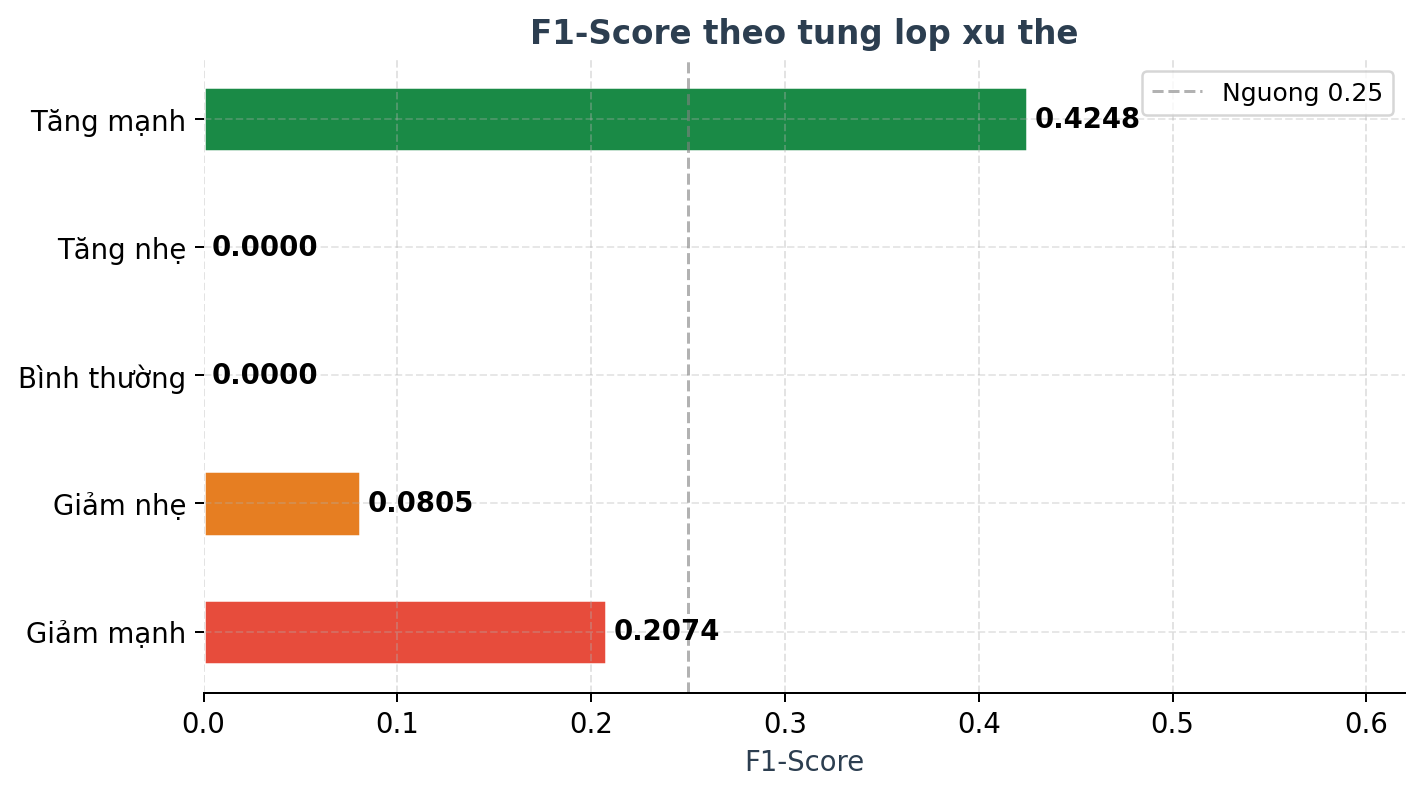 F1-Score theo tung lop xu the
Nguong 0.25
Tăng mạnh
0.4248
Tăng nhẹ
0.0000
Bình thường
0.0000
Giảm nhẹ
0.0805
Giảm mạnh
0.2074
0.0 0.1 0.2 0.3 0.4 0.5 0.6
F1-Score